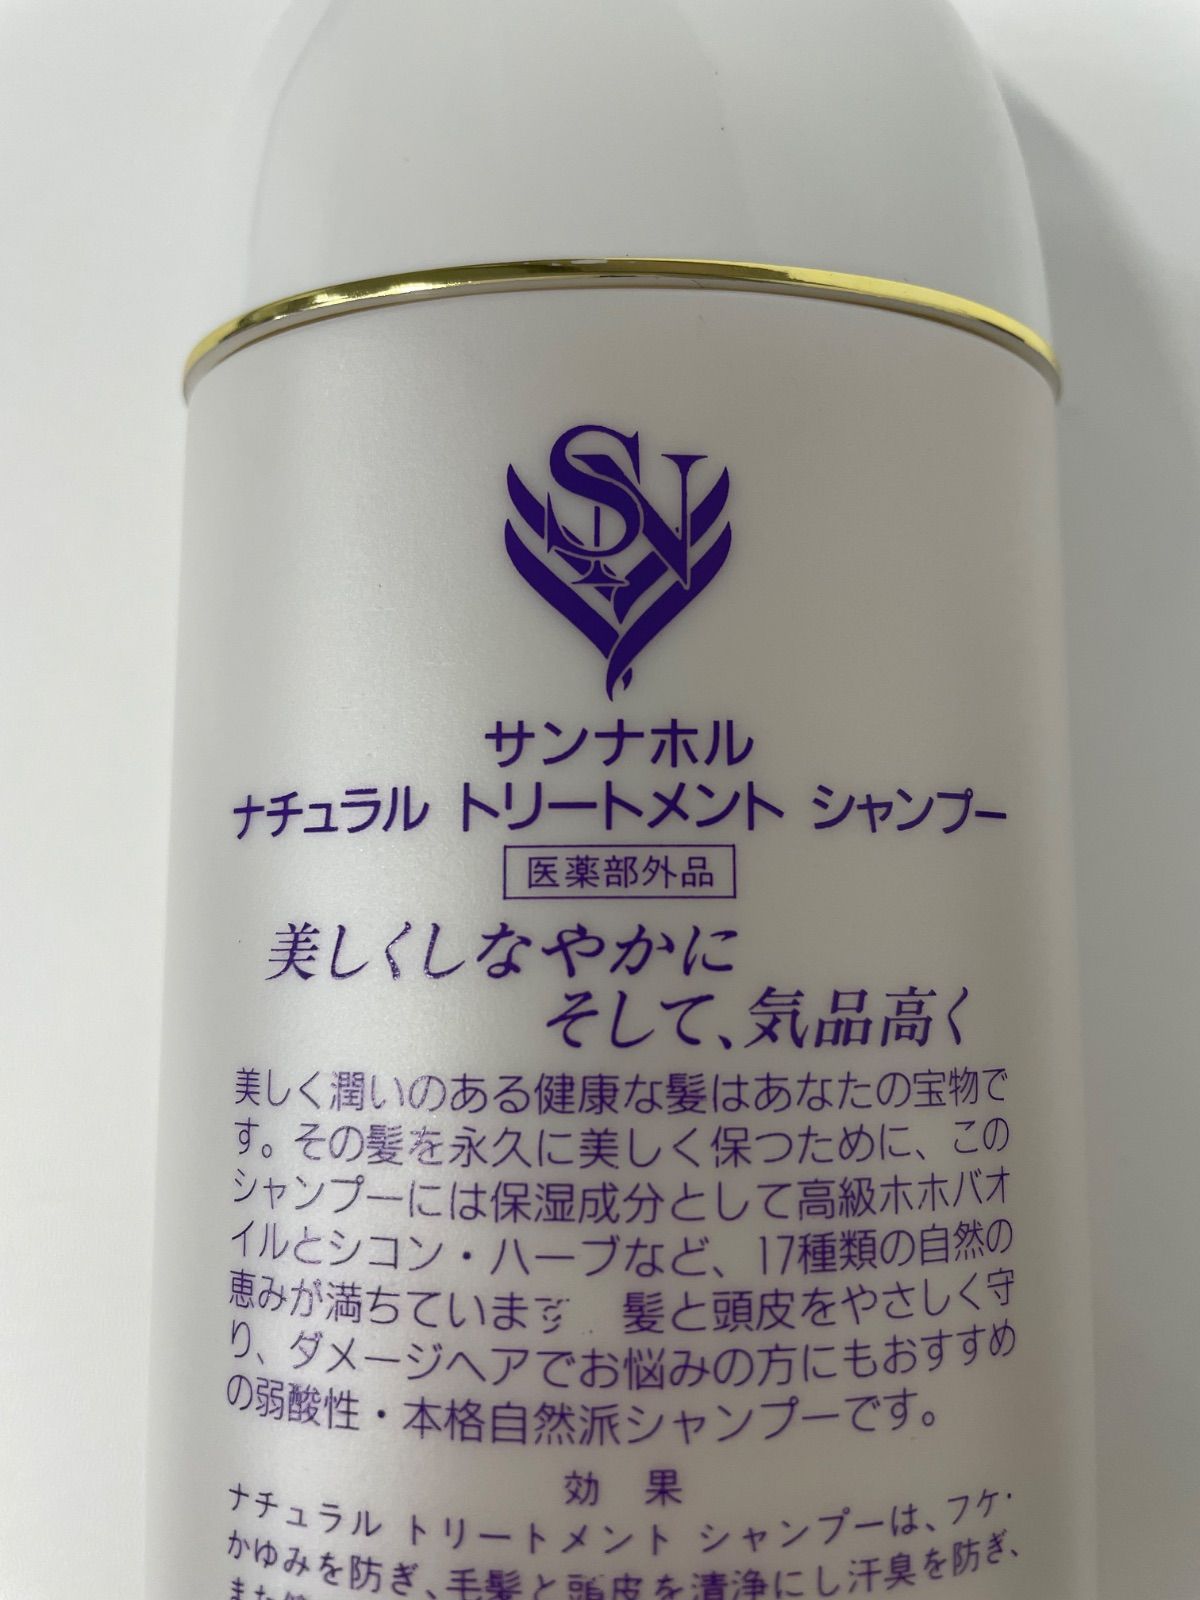 SN
サンナホル
ナチュラル トリートメント シャンプー
医薬部外品
美しくしなやかに
そして、気品高く
美しく潤いのある健康な髪はあなたの宝物で
す。その髪を永久に美しく保つために、この
シャンプーには保湿成分として高級ホホバオ
イルとシコン・ハーブなど、17種類の自然の
恵みが満ちています 髪と頭皮をやさしく守
り、ダメージヘアでお悩みの方にもおすすめ
の弱酸性・本格自然派シャンプーです。
効 果
ナチュラル トリートメント シャンプーは、フケ・
かゆみを防ぎ、毛髪と頭皮を清浄にし汗臭を防ぎ、
また